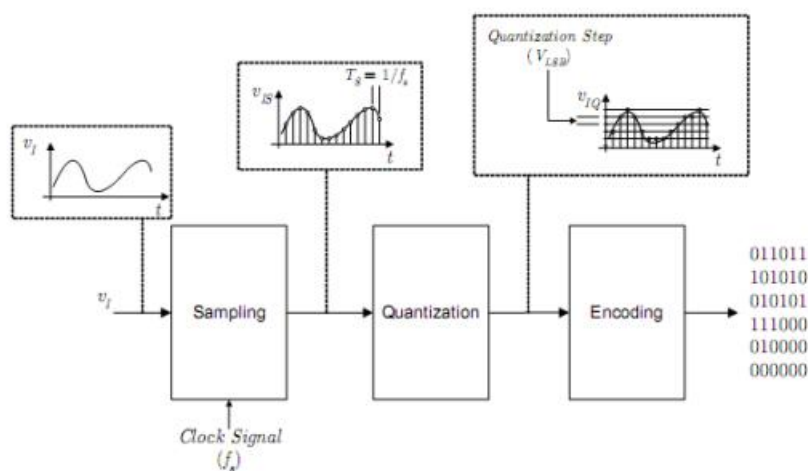 Quantization Step
(V_LSB)
T_S = 1/f_s
v_IS
t
v_IQ
t
v_I
t
v_I
Sampling
Quantization
Encoding
011011
101010
010101
111000
010000
000000
Clock Signal
(f_s)